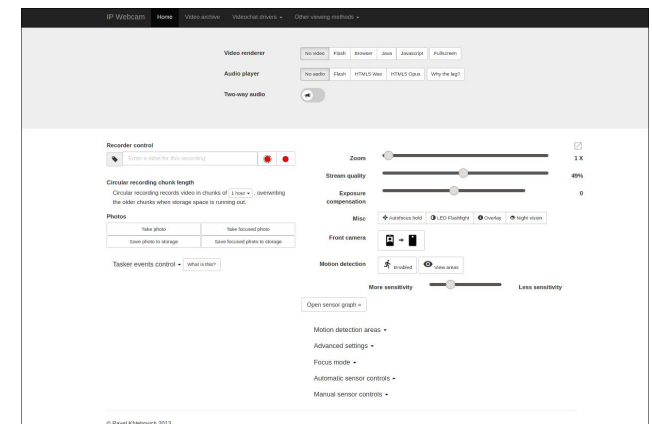 IP Webcam Home Video archive Videochat drivers Other viewing methods
Video renderer No video Flash Browser Java Javascript Fullscreen
Audio player No audio Flash HTML5 Wav HTML5 Opus Why the lag?
Two-way audio
Recorder control
Enter a label for this recording
Circular recording chunk length
Circular recording records video in chunks of 1 hour , overwriting
the older chunks when storage space is running out.
Photos
Take photo Take focused photo
Save photo to storage Save focused photo to storage
Tasker events control What is this?
Zoom 1 X
Stream quality 49%
Exposure
compensation 0
Misc Autofocus hold LED Flashlight Overlay Night vision
Front camera
Motion detection Enabled View areas
More sensitivity Less sensitivity
Open sensor graph »
Motion detection areas
Advanced settings
Focus mode
Automatic sensor controls
Manual sensor controls
© Pavel Khlebovich 2013